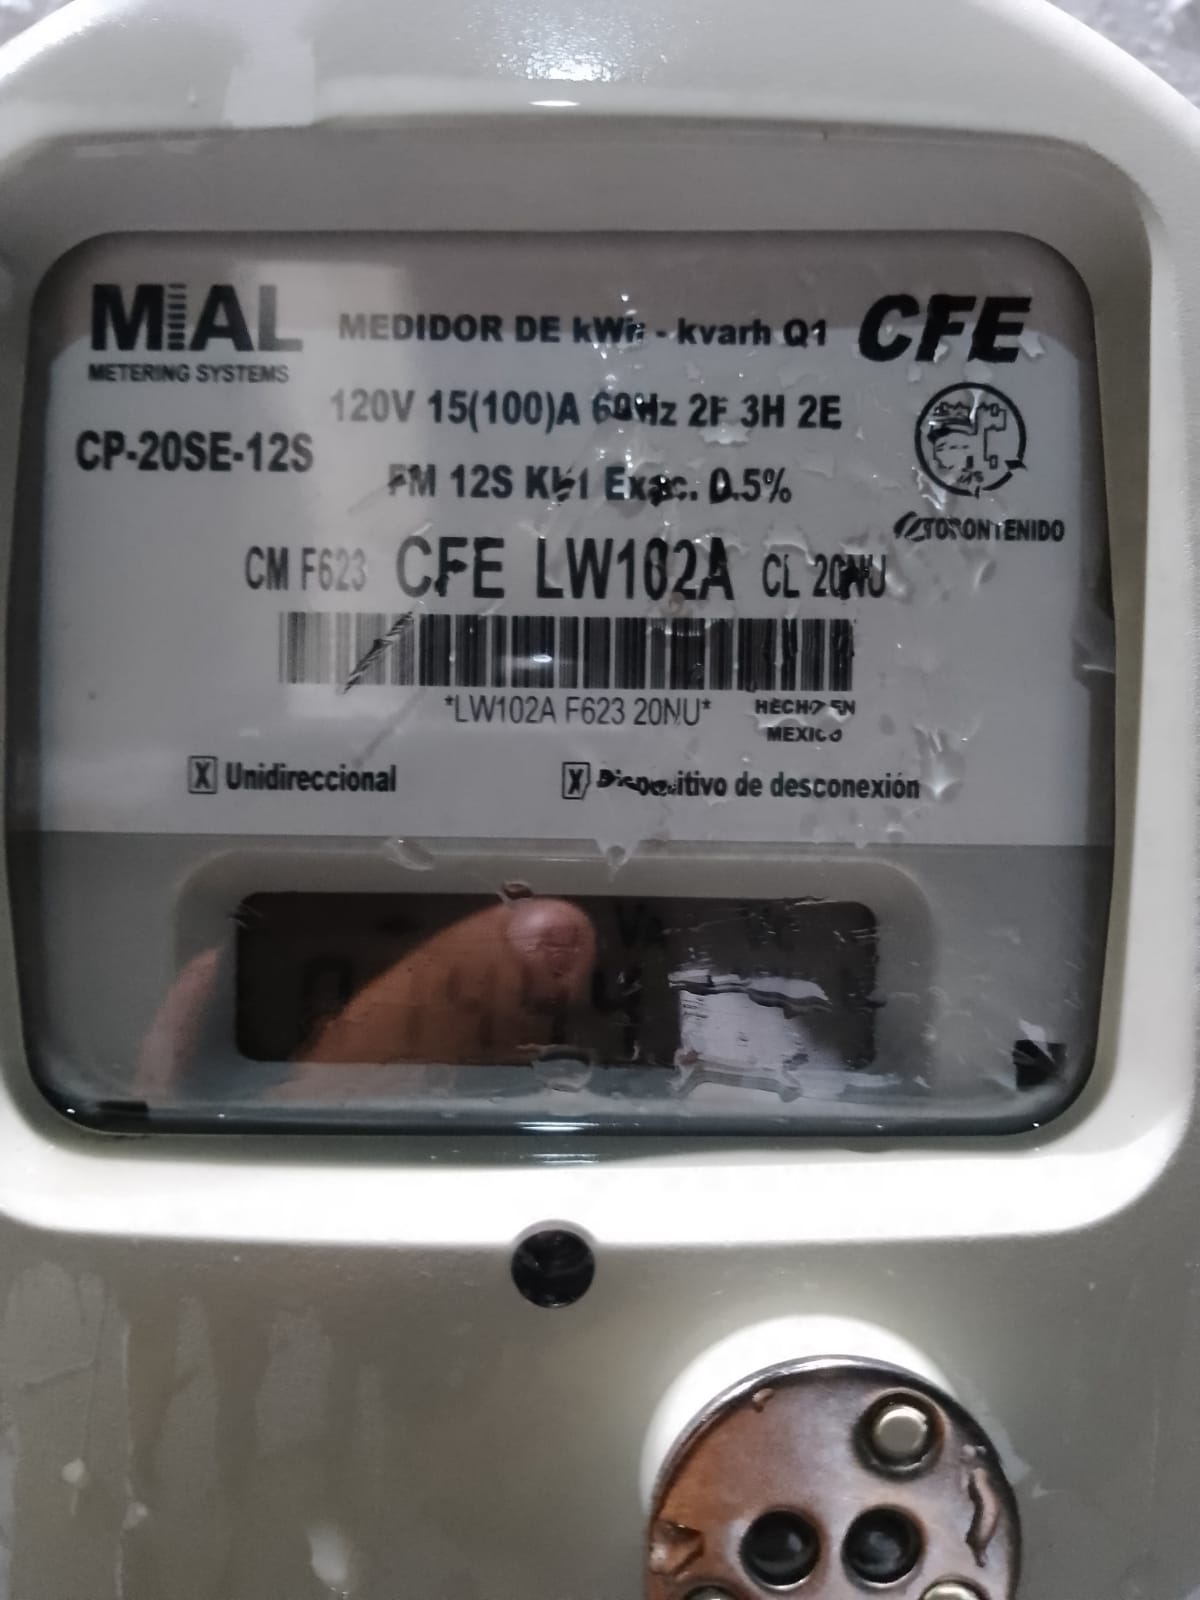 MIAL
METERING SYSTEMS
MEDIDOR DE kWh - kvarh Q1
CFE
120V 15(100)A 60Hz 2F 3H 2E
CP-20SE-12S
FM 12S Kh1 Exac. 0.5%
CM F623 CFE LW102A CL 20NU
*LW102A F623 20NU*
HECHO EN
MEXICO
X Unidireccional
X Dispositivo de desconexión